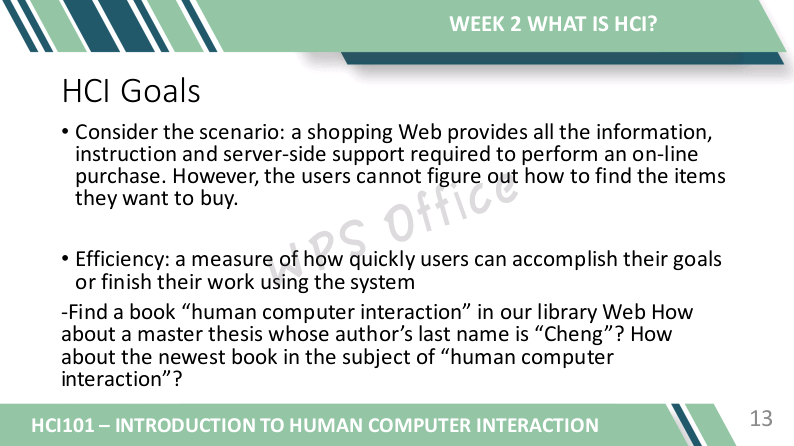 WEEK 2 WHAT IS HCI?
HCI Goals
• Consider the scenario: a shopping Web provides all the information,
instruction and server-side support required to perform an on-line
purchase. However, the users cannot figure out how to find the items
they want to buy.
WPS Office
• Efficiency: a measure of how quickly users can accomplish their goals
or finish their work using the system
-Find a book “human computer interaction” in our library Web How
about a master thesis whose author’s last name is “Cheng”? How
about the newest book in the subject of “human computer
interaction”?
HCI101 – INTRODUCTION TO HUMAN COMPUTER INTERACTION
13